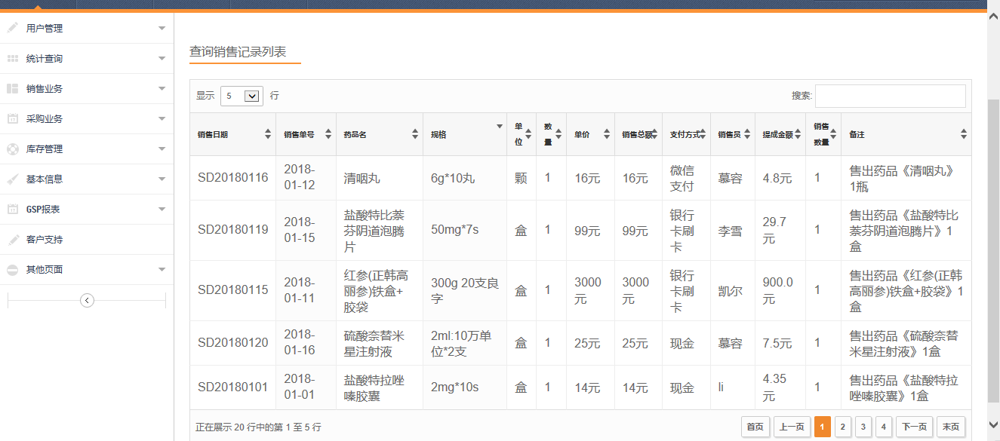 用户管理
统计查询
销售业务
采购业务
库存管理
基本信息
GSP报表
客户支持
其他页面
查询销售记录列表
显示 5 行 搜索:
销售日期 销售单号 药品名 规格 单位 数量 单价 销售总额 支付方式 销售员 提成金额 销售数量 备注
SD20180116 2018-01-12 清咽丸 6g*10丸 颗 1 16元 16元 微信支付 慕容 4.8元 1 售出药品《清咽丸》1瓶
SD20180119 2018-01-15 盐酸特比萘芬阴道泡腾片 50mg*7s 盒 1 99元 99元 银行卡刷卡 李雪 29.7元 1 售出药品《盐酸特比萘芬阴道泡腾片》1盒
SD20180115 2018-01-11 红参(正韩高丽参)铁盒+胶袋 300g 20支良字 盒 1 3000元 3000元 银行卡刷卡 凯尔 900.0元 1 售出药品《红参(正韩高丽参)铁盒+胶袋》1盒
SD20180120 2018-01-16 硫酸奈替米星注射液 2ml:10万单位*2支 盒 1 25元 25元 现金 慕容 7.5元 1 售出药品《硫酸奈替米星注射液》1盒
SD20180101 2018-01-01 盐酸特拉唑嗪胶囊 2mg*10s 盒 1 14元 14元 现金 li 4.35元 1 售出药品《盐酸特拉唑嗪胶囊》1盒
正在展示 20 行中的第 1 至 5 行 首页 上一页 1 2 3 4 下一页 末页